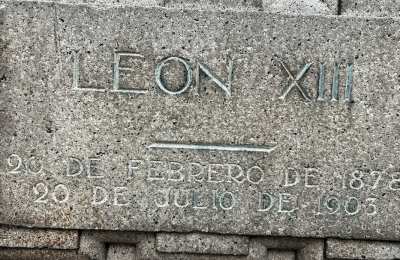 LEON XIII
20 DE FEBRERO DE 1878
20 DE JULIO DE 1903